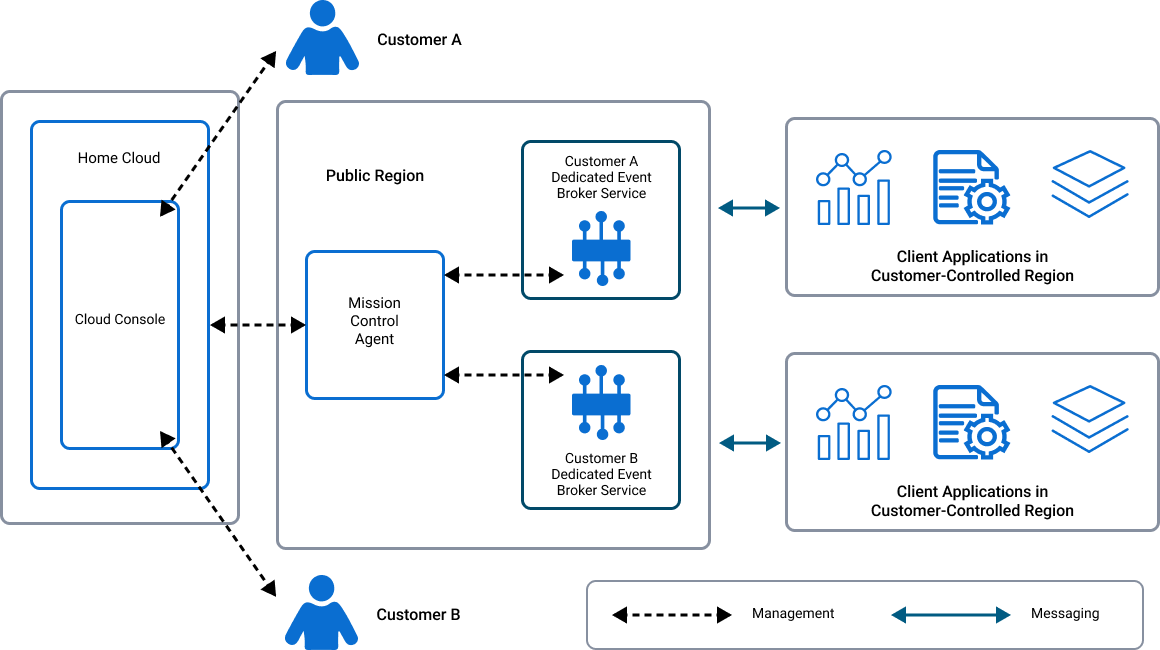 Customer A
Home Cloud
Cloud Console
Public Region
Mission
Control
Agent
Customer A
Dedicated Event
Broker Service
Customer B
Dedicated Event
Broker Service
Client Applications in
Customer-Controlled Region
Client Applications in
Customer-Controlled Region
Customer B
Management
Messaging